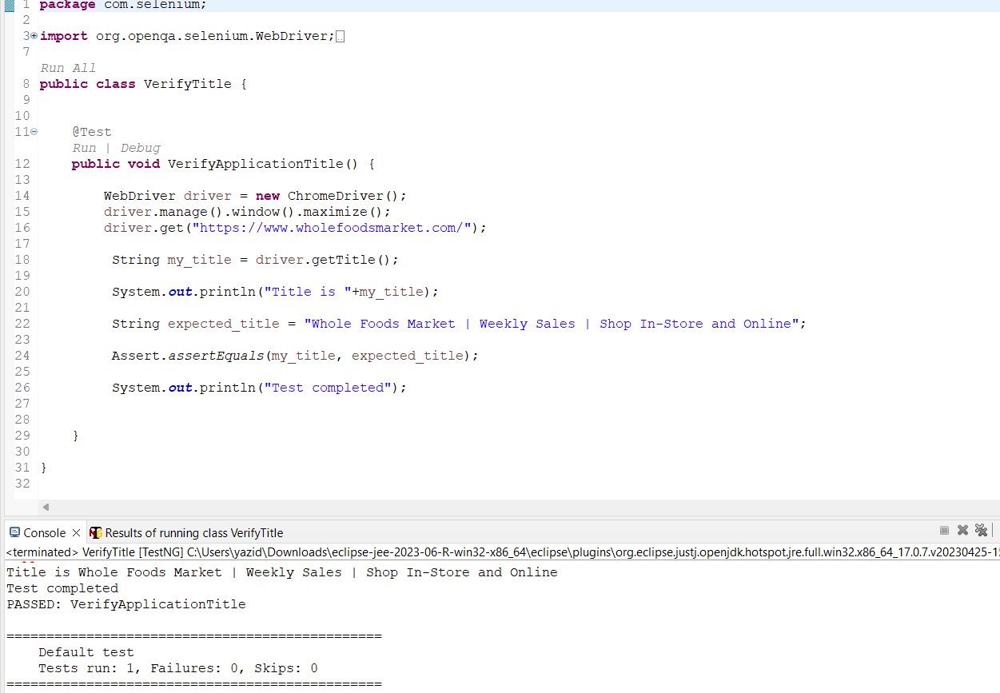 1 package com.selenium;
2
3 import org.openqa.selenium.WebDriver;
7
Run All
8 public class VerifyTitle {
9
10
11 @Test
Run | Debug
12 public void VerifyApplicationTitle() {
13
14 WebDriver driver = new ChromeDriver();
15 driver.manage().window().maximize();
16 driver.get("https://www.wholefoodsmarket.com/");
17
18 String my_title = driver.getTitle();
19
20 System.out.println("Title is "+my_title);
21
22 String expected_title = "Whole Foods Market | Weekly Sales | Shop In-Store and Online";
23
24 Assert.assertEquals(my_title, expected_title);
25
26 System.out.println("Test completed");
27
28
29 }
30
31 }
32
Console Results of running class VerifyTitle
<terminated> VerifyTitle [TestNG] C:\Users\yazid\Downloads\eclipse-jee-2023-06-R-win32-x86_64\eclipse\plugins\org.eclipse.justj.openjdk.hotspot.jre.full.win32.x86_64_17.0.7.v20230425-15
Title is Whole Foods Market | Weekly Sales | Shop In-Store and Online
Test completed
PASSED: VerifyApplicationTitle
===============================================
Default test
Tests run: 1, Failures: 0, Skips: 0
===============================================